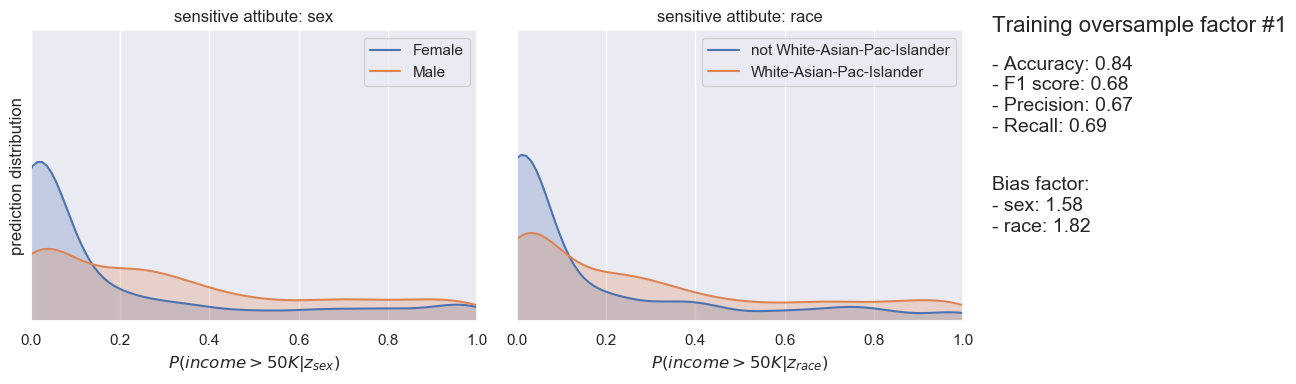 sensitive attibute: sex
Female
Male
prediction distribution
0.0 0.2 0.4 0.6 0.8 1.0
P(income > 50K|z_sex)
sensitive attibute: race
not White-Asian-Pac-Islander
White-Asian-Pac-Islander
0.0 0.2 0.4 0.6 0.8 1.0
P(income > 50K|z_race)
Training oversample factor #1
- Accuracy: 0.84
- F1 score: 0.68
- Precision: 0.67
- Recall: 0.69
Bias factor:
- sex: 1.58
- race: 1.82